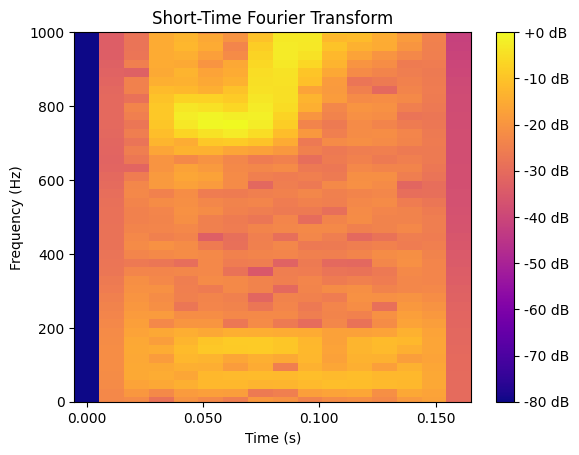 Short-Time Fourier Transform
Frequency (Hz)
1000
800
600
400
200
0
0.000
0.050
0.100
0.150
Time (s)
+0 dB
-10 dB
-20 dB
-30 dB
-40 dB
-50 dB
-60 dB
-70 dB
-80 dB